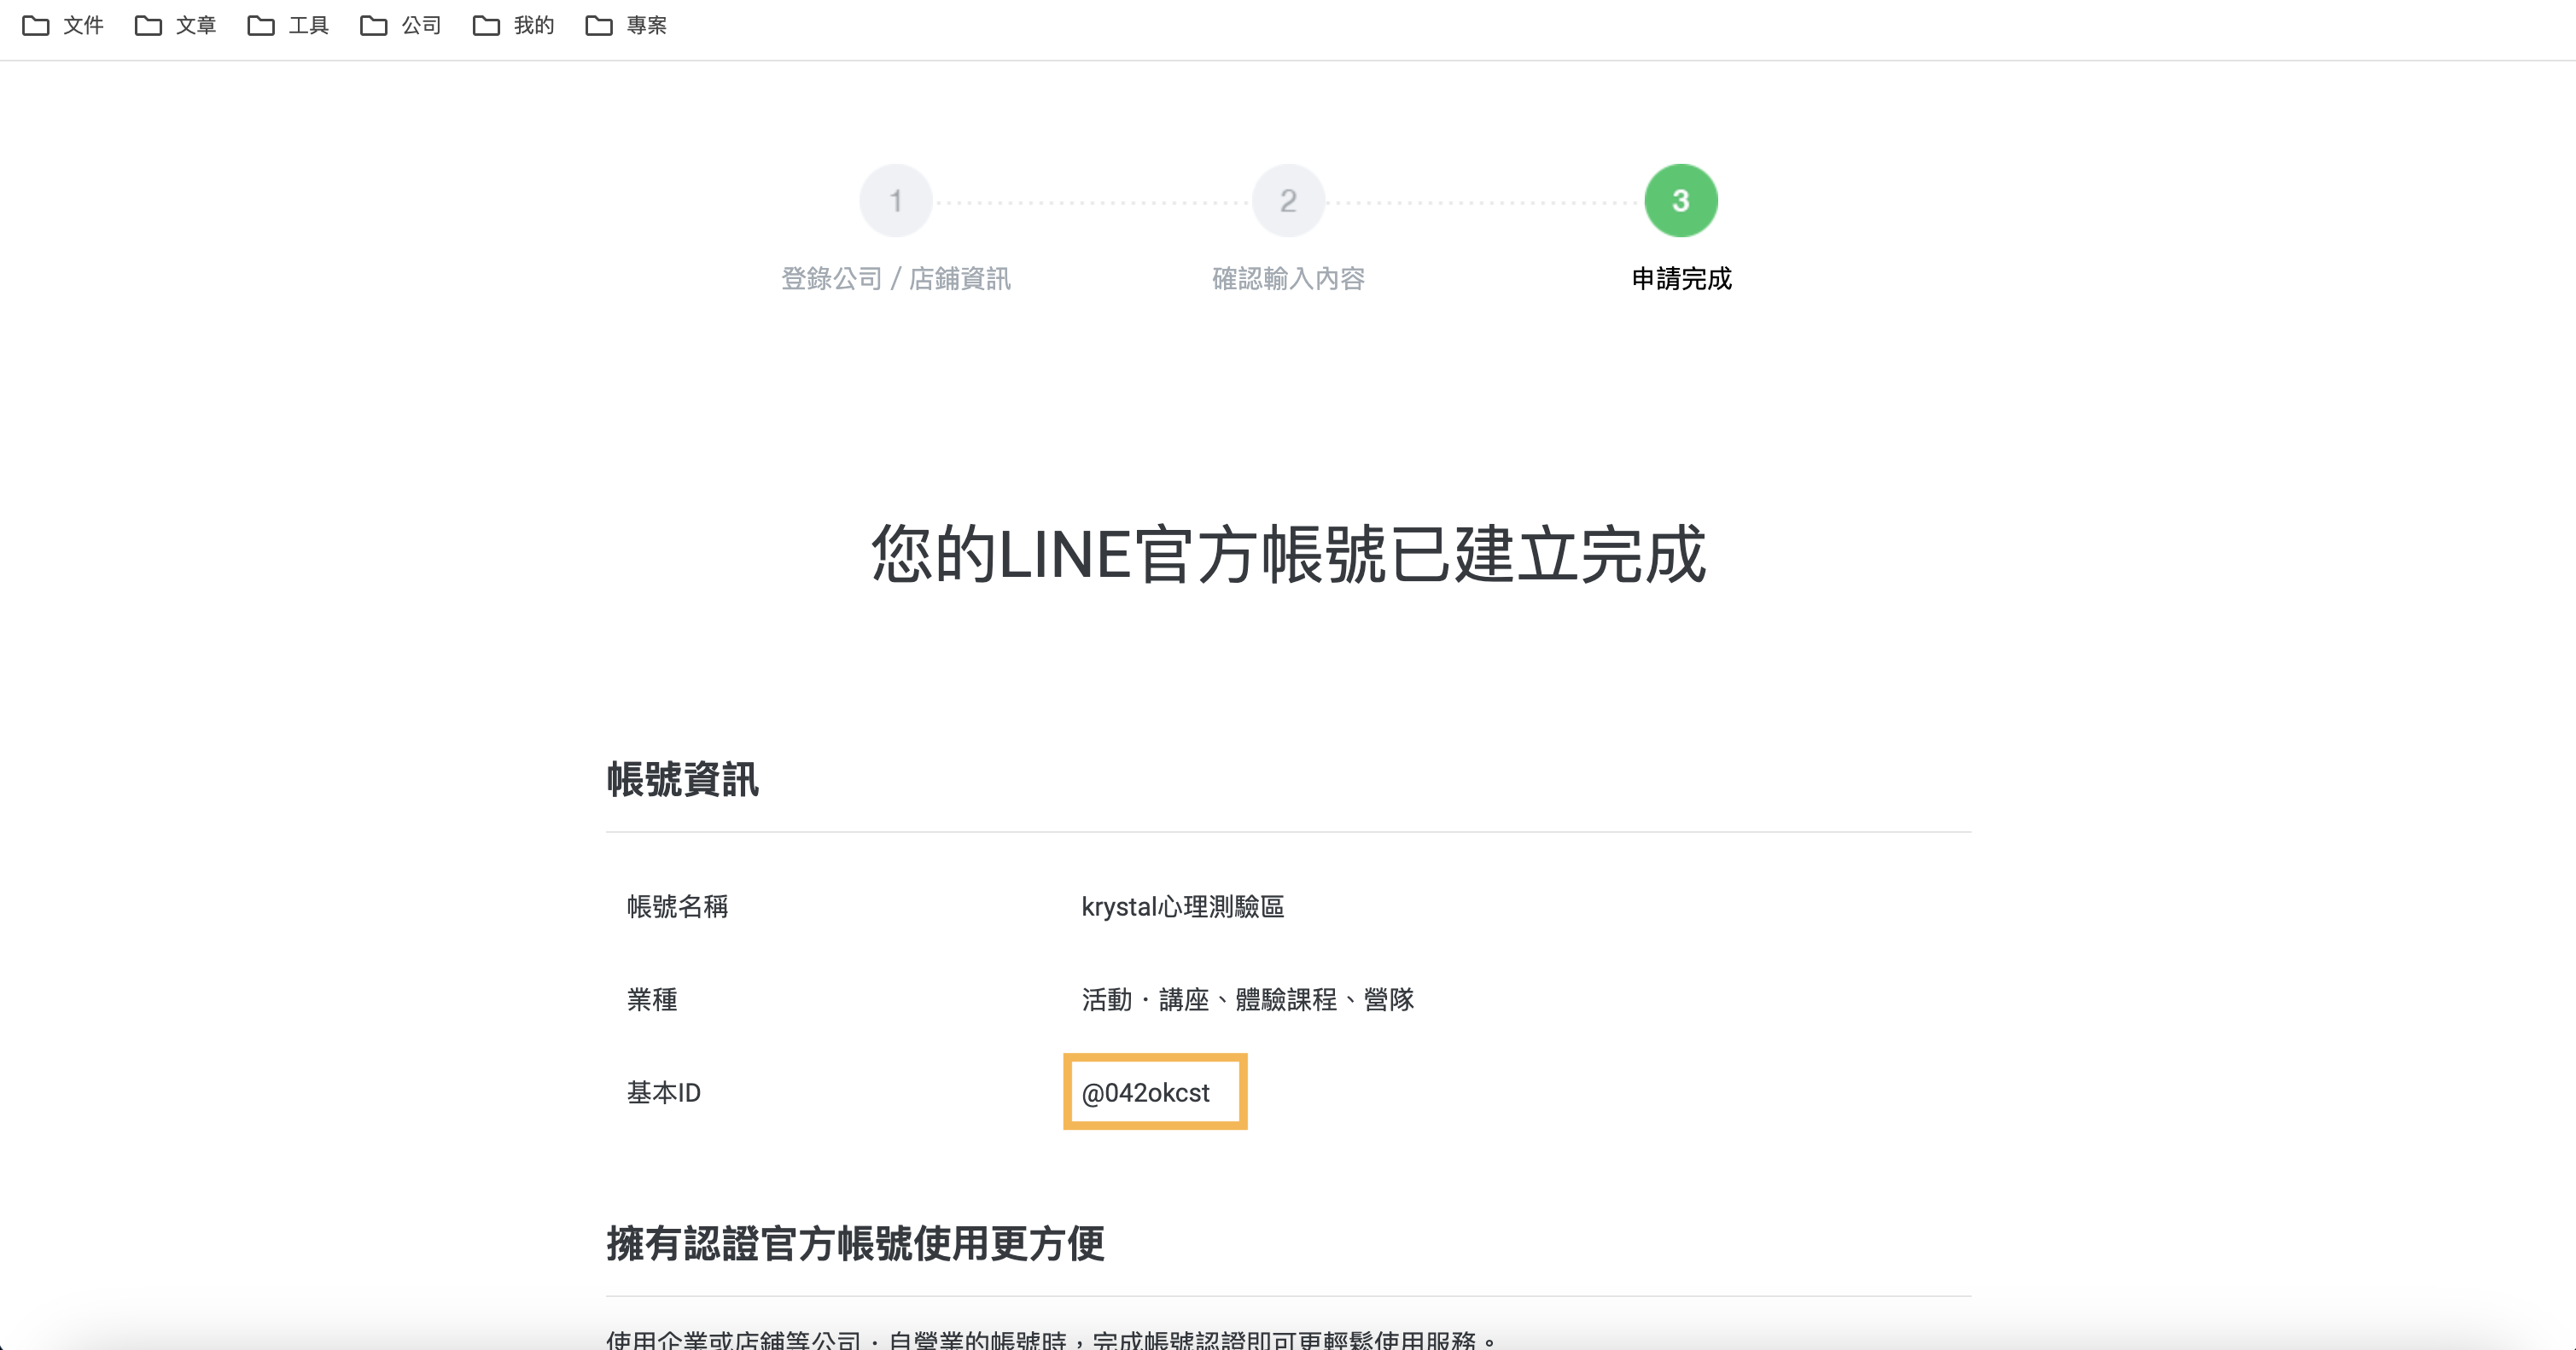 文件 文章 工具 公司 我的 專案
1 2 3
登錄公司 / 店鋪資訊 確認輸入內容 申請完成
您的LINE官方帳號已建立完成
帳號資訊
帳號名稱 krystal心理測驗區
業種 活動・講座、體驗課程、營隊
基本ID @042okcst
擁有認證官方帳號使用更方便
使用企業或店鋪等公司・自營業的帳號時，完成帳號認證即可更輕鬆使用服務。